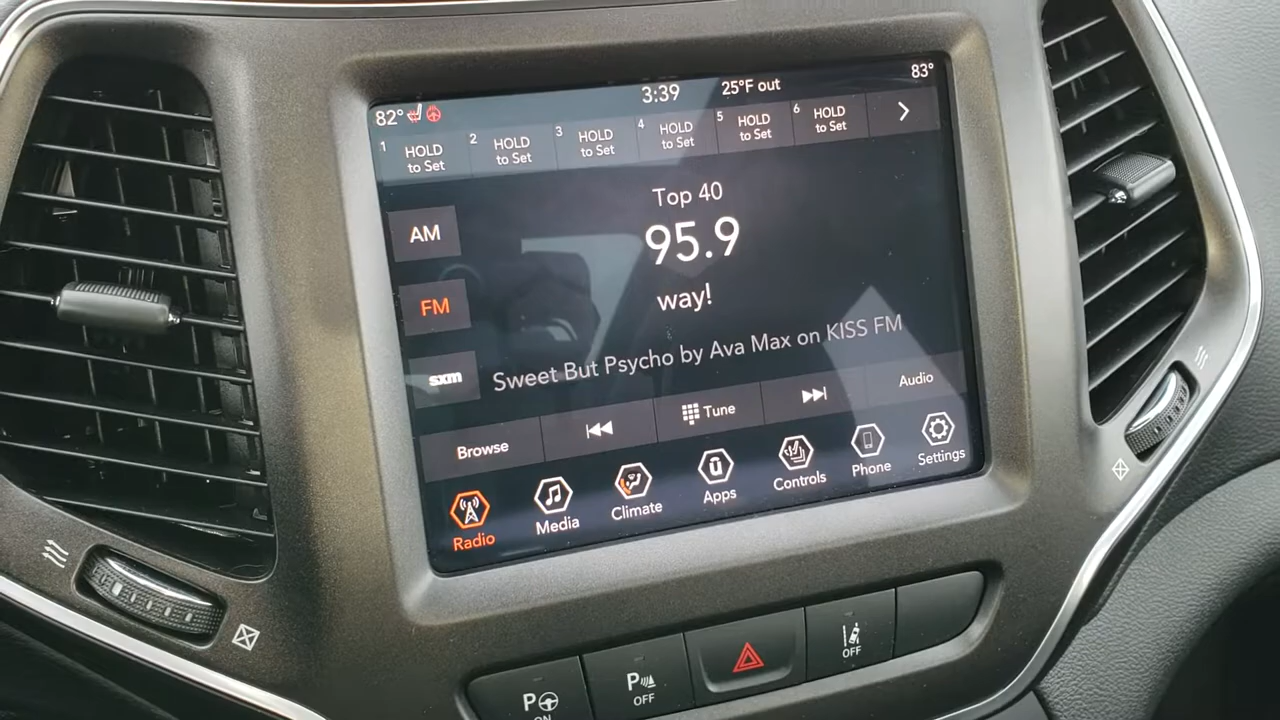 82° 3:39 25°F out 83°
1 HOLD to Set
2 HOLD to Set
3 HOLD to Set
4 HOLD to Set
5 HOLD to Set
6 HOLD to Set
Top 40
AM
95.9
FM
way!
sxm
Sweet But Psycho by Ava Max on KISS FM
Browse
Tune
Audio
Radio
Media
Climate
Apps
Controls
Phone
Settings
P ON
P OFF
OFF